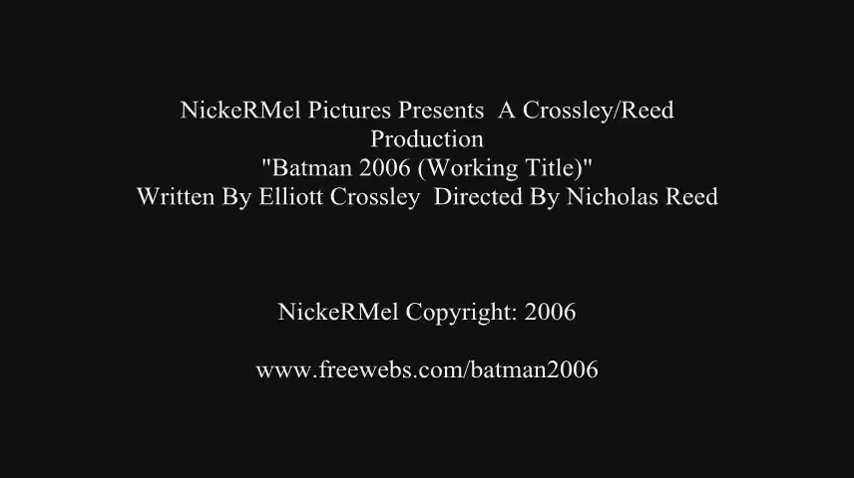 NickeRMel Pictures Presents  A Crossley/Reed
Production
"Batman 2006 (Working Title)"
Written By Elliott Crossley  Directed By Nicholas Reed
NickeRMel Copyright: 2006
www.freewebs.com/batman2006